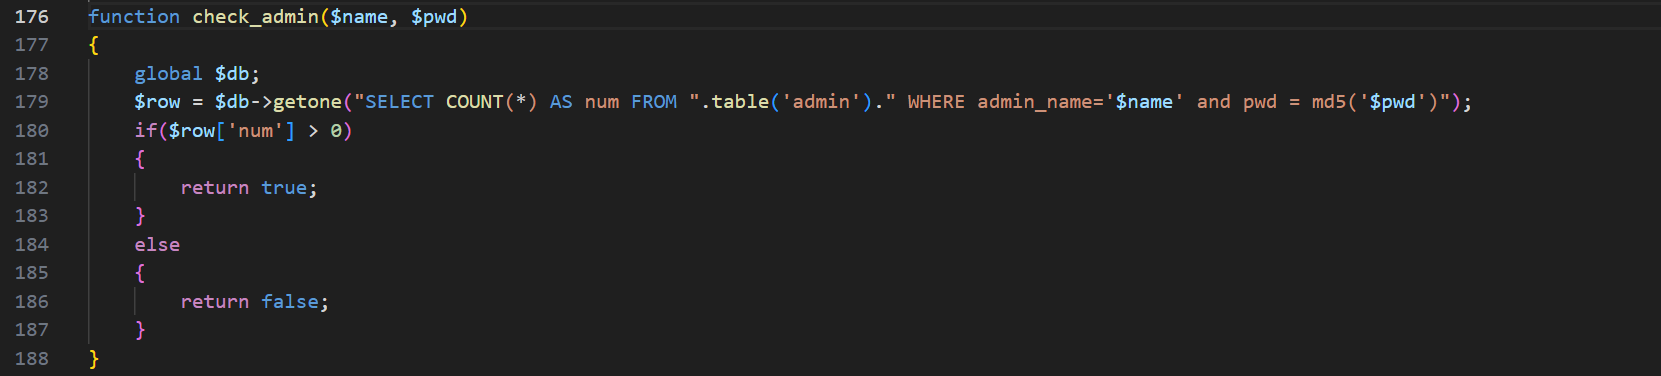 176 function check_admin($name, $pwd)
177 {
178 global $db;
179 $row = $db->getone("SELECT COUNT(*) AS num FROM ".table('admin')." WHERE admin_name='$name' and pwd = md5('$pwd')");
180 if($row['num'] > 0)
181 {
182 return true;
183 }
184 else
185 {
186 return false;
187 }
188 }